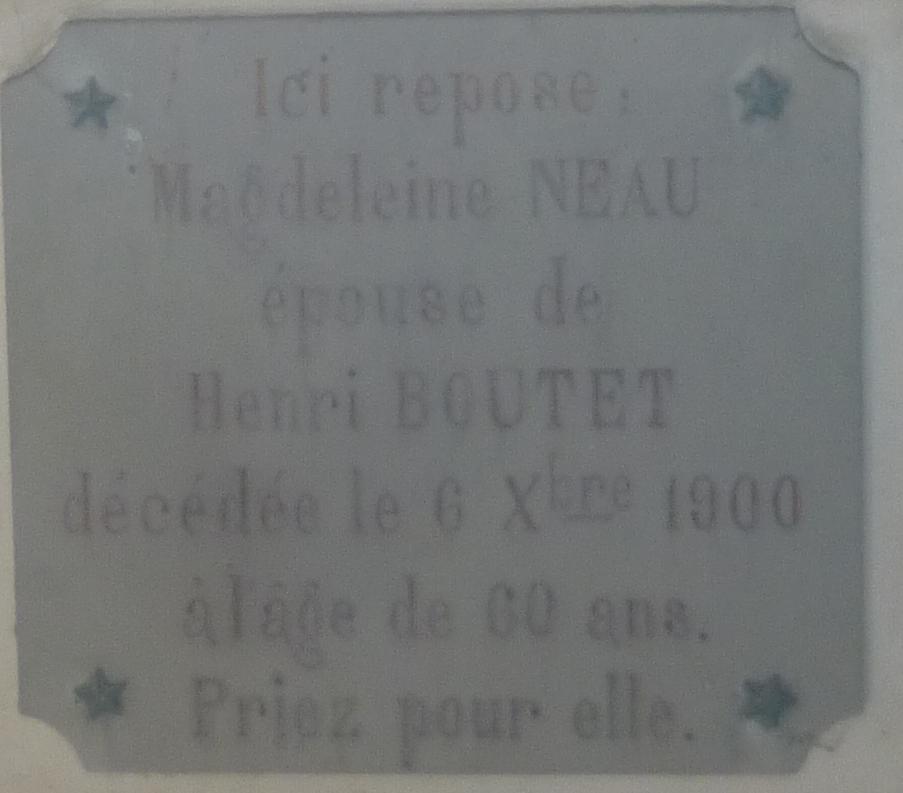 Ici repose :
Magdeleine NEAU
épouse de
Henri BOUTET
décédée le 6 Xbre 1900
à l'âge de 60 ans.
Priez pour elle.